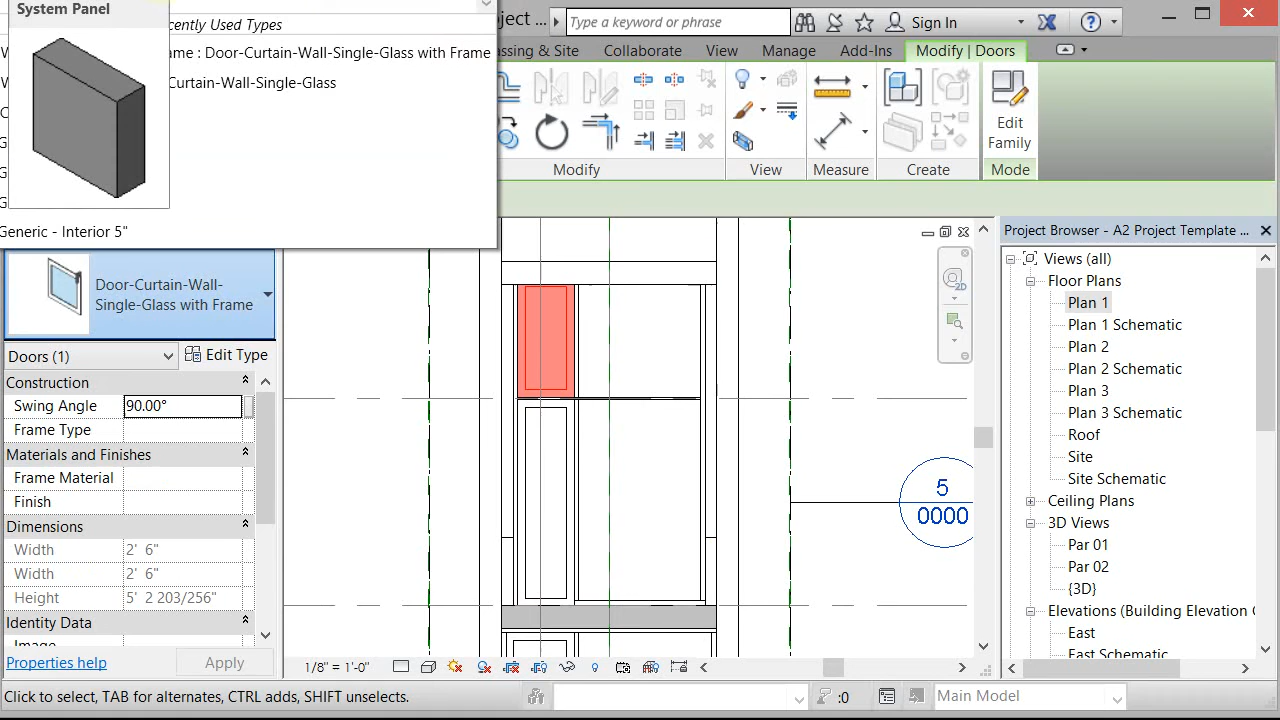 System Panel
cently Used Types
ame : Door-Curtain-Wall-Single-Glass with Frame
Curtain-Wall-Single-Glass
Generic - Interior 5"
oject ...
Type a keyword or phrase
Sign In
assing & Site
Collaborate
View
Manage
Add-Ins
Modify | Doors
Edit
Family
Modify
View
Measure
Create
Mode
Door-Curtain-Wall-
Single-Glass with Frame
Doors (1)
Edit Type
Construction
Swing Angle
90.00°
Frame Type
Materials and Finishes
Frame Material
Finish
Dimensions
Width
2' 6"
Width
2' 6"
Height
5' 2 203/256"
Identity Data
Image
Properties help
Apply
2D
5
0000
1/8" = 1'-0"
Project Browser - A2 Project Template ...
Views (all)
Floor Plans
Plan 1
Plan 1 Schematic
Plan 2
Plan 2 Schematic
Plan 3
Plan 3 Schematic
Roof
Site
Site Schematic
Ceiling Plans
3D Views
Par 01
Par 02
{3D}
Elevations (Building Elevation
East
East Schematic
Click to select, TAB for alternates, CTRL adds, SHIFT unselects.
:0
Main Model